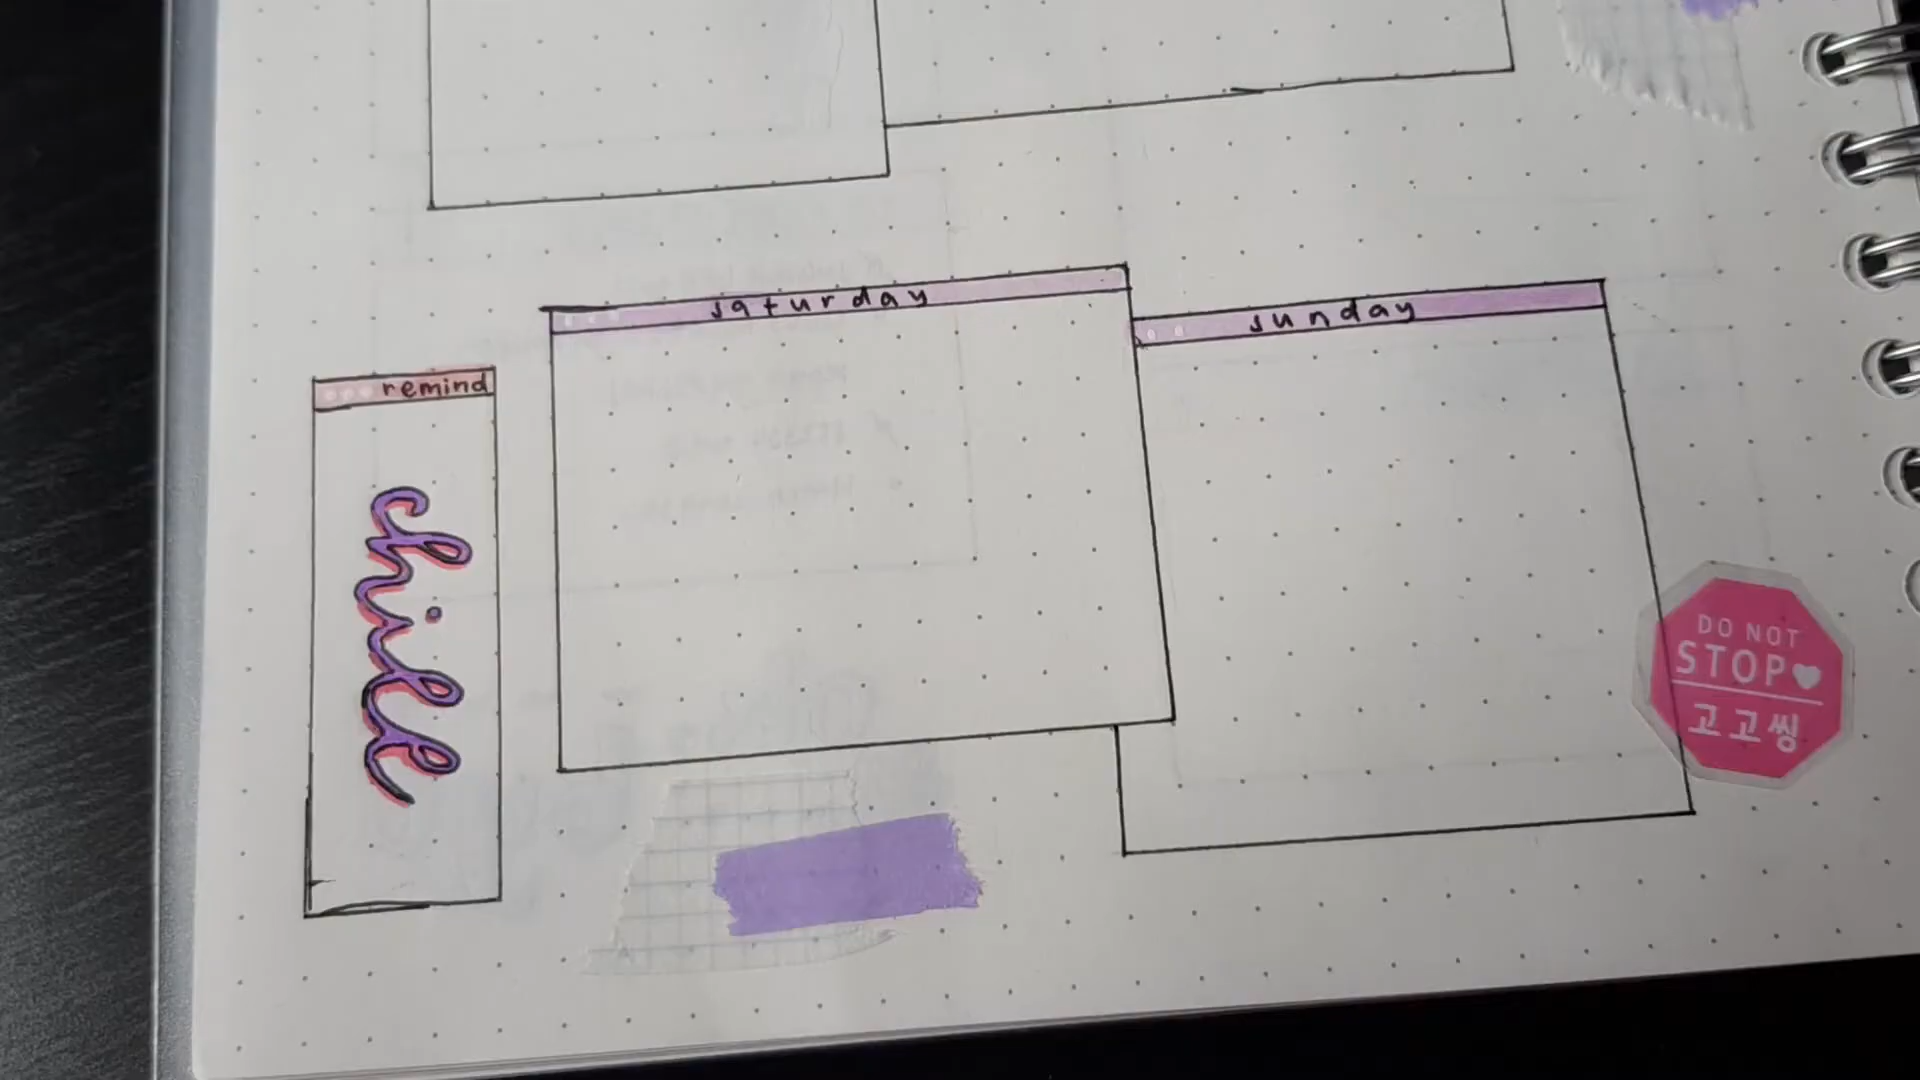 saturday
sunday
remind
chill
DO NOT
STOP
고고씽